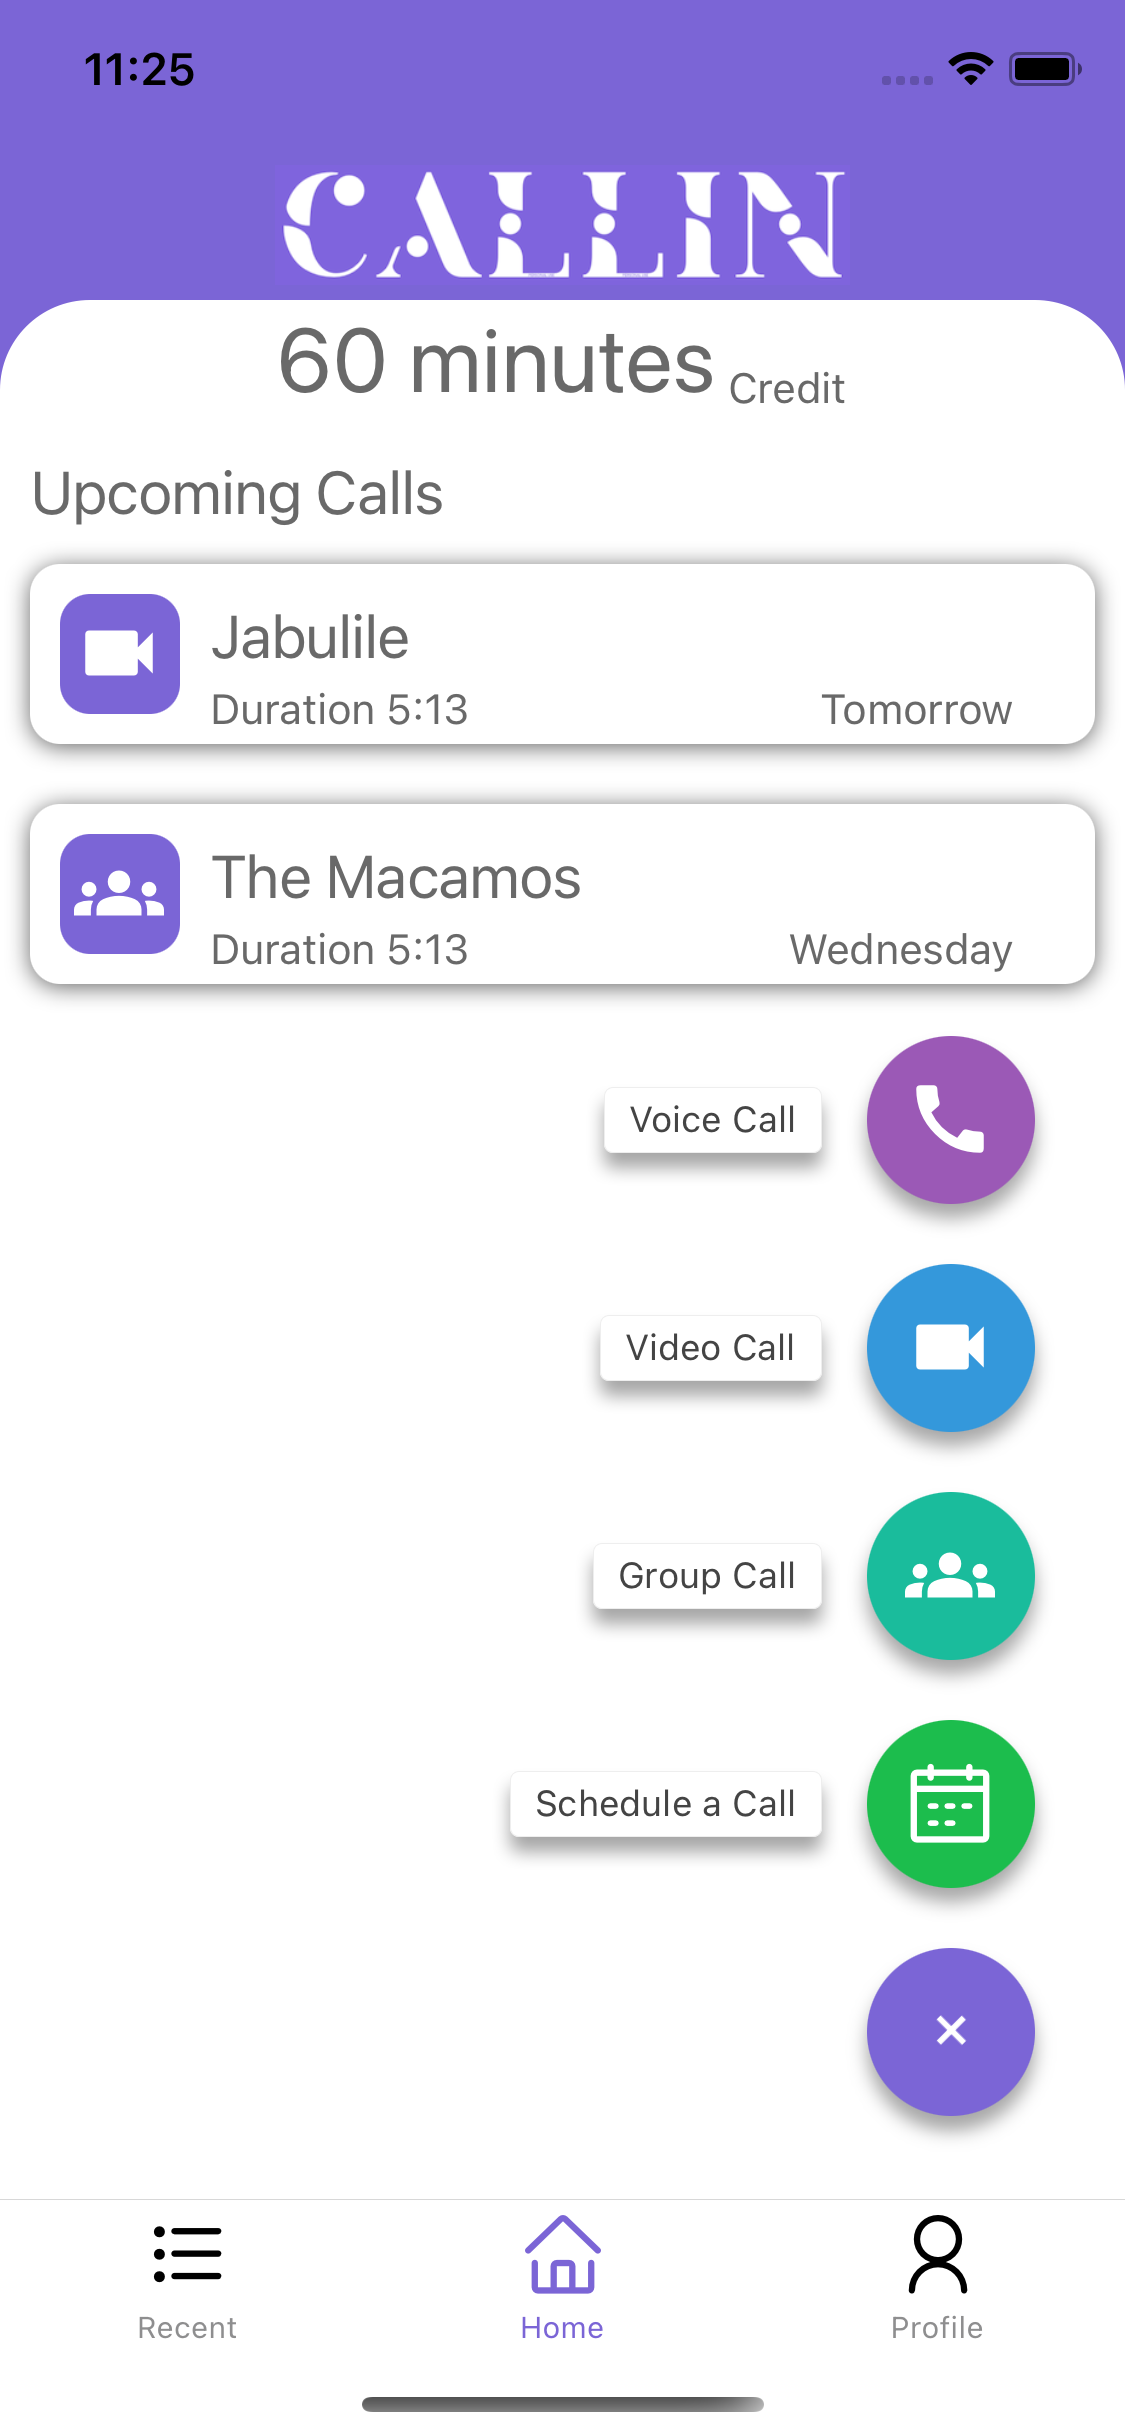 11:25
CALLIN
60 minutes Credit
Upcoming Calls
Jabulile
Duration 5:13 Tomorrow
The Macamos
Duration 5:13 Wednesday
Voice Call
Video Call
Group Call
Schedule a Call
Recent Home Profile